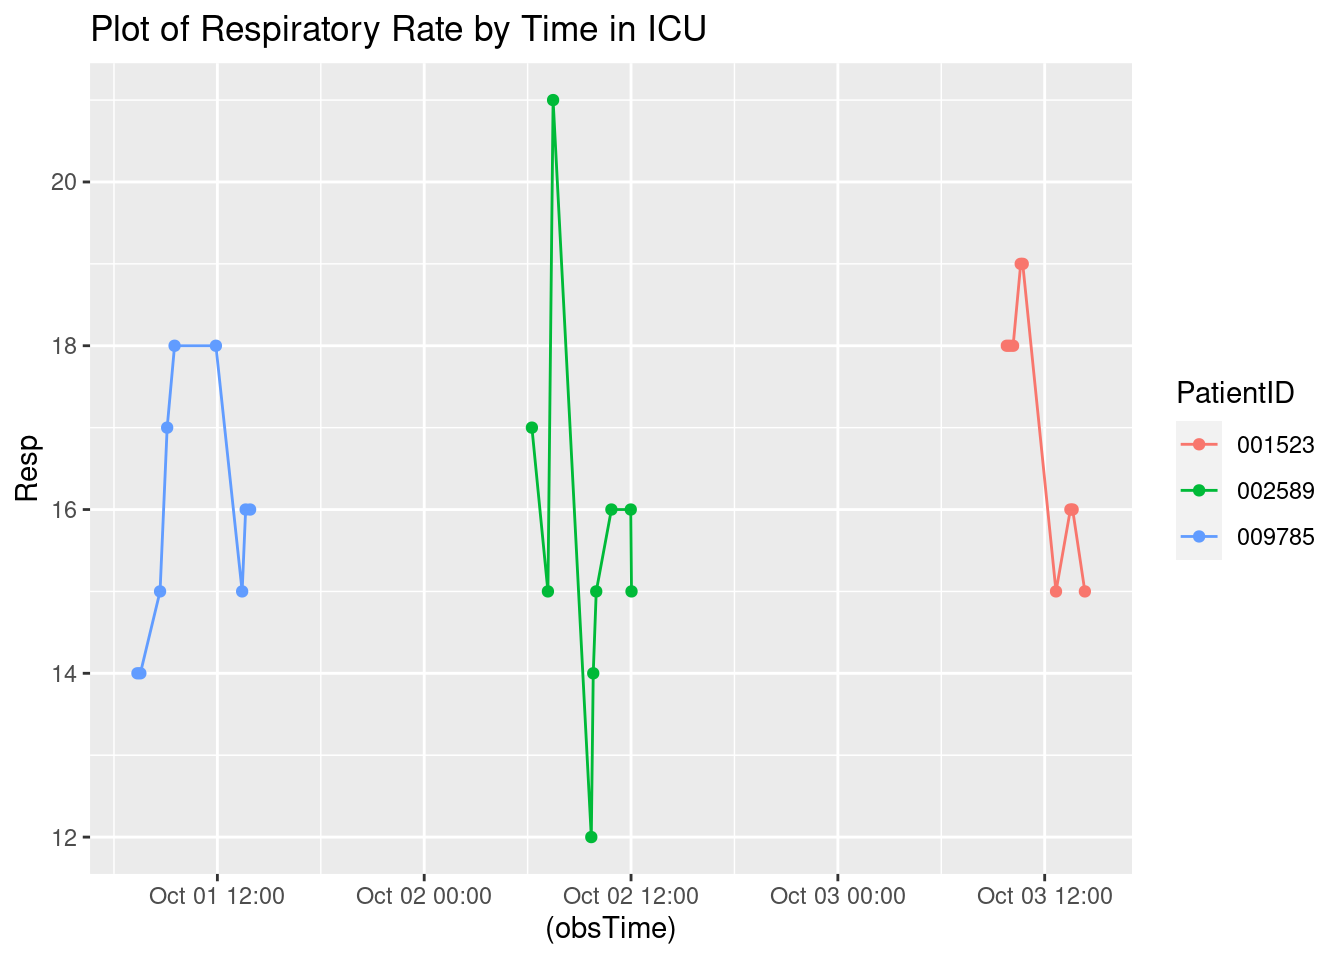 Plot of Respiratory Rate by Time in ICU
20
18
16
14
12
Resp
Oct 01 12:00
Oct 02 00:00
Oct 02 12:00
Oct 03 00:00
Oct 03 12:00
(obsTime)
PatientID
001523
002589
009785